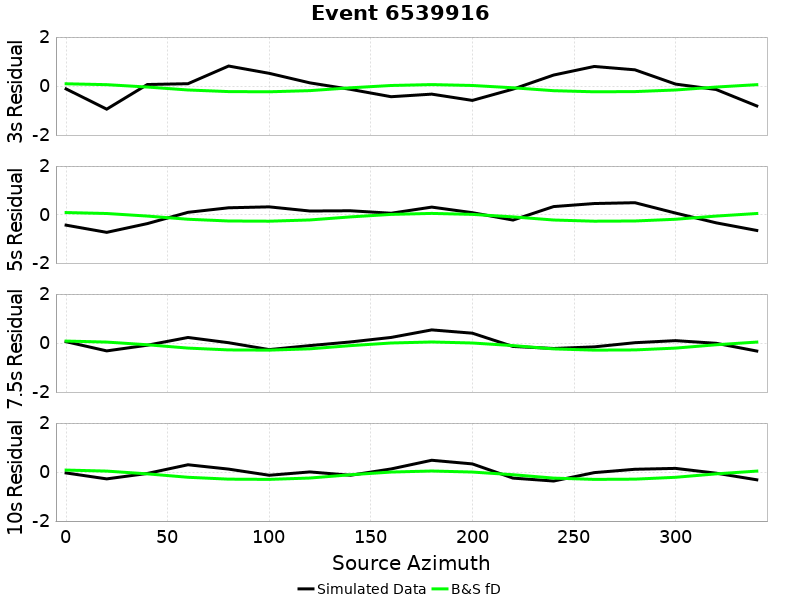 Event 6539916
3s Residual
2
0
-2
5s Residual
2
0
-2
7.5s Residual
2
0
-2
10s Residual
2
0
-2
0 50 100 150 200 250 300
Source Azimuth
Simulated Data B&S fD